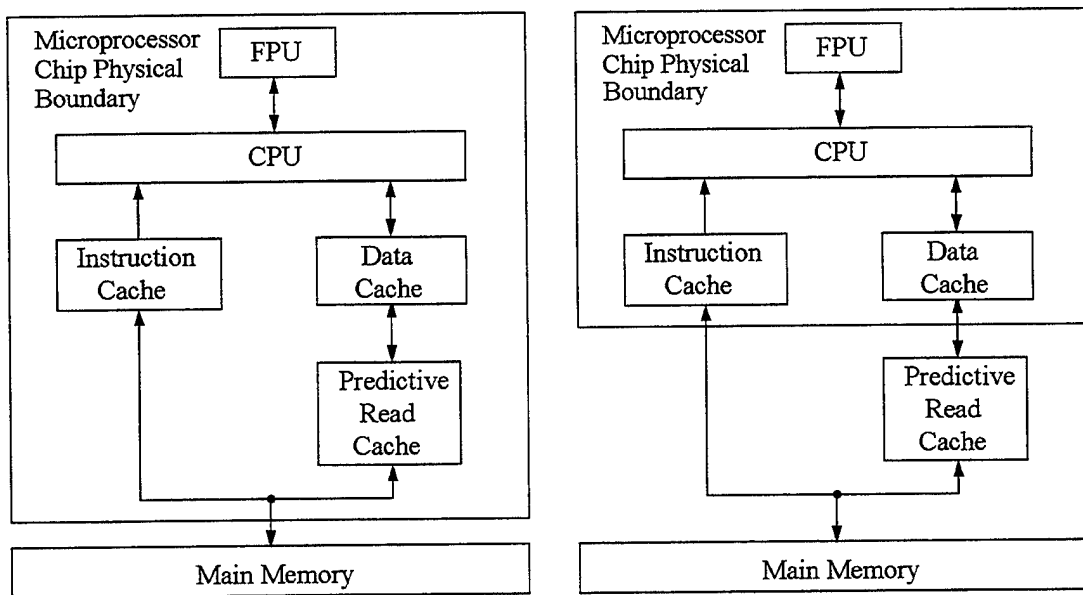 Microprocessor
Chip Physical
Boundary
FPU
CPU
Instruction
Cache
Data
Cache
Predictive
Read
Cache
Main Memory
Microprocessor
Chip Physical
Boundary
FPU
CPU
Instruction
Cache
Data
Cache
Predictive
Read
Cache
Main Memory